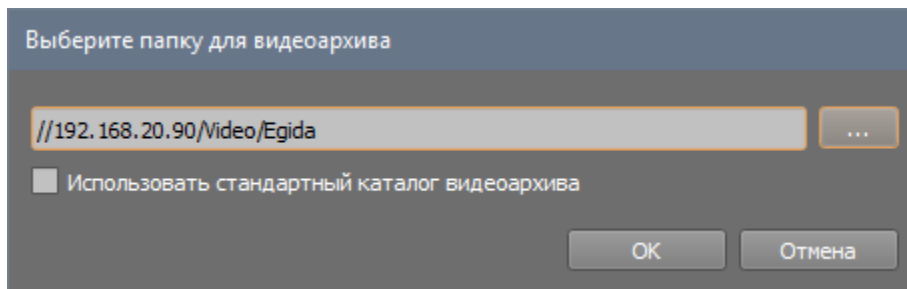 Выберите папку для видеоархива
//192.168.20.90/Video/Egida
...
Использовать стандартный каталог видеоархива
OK
Отмена